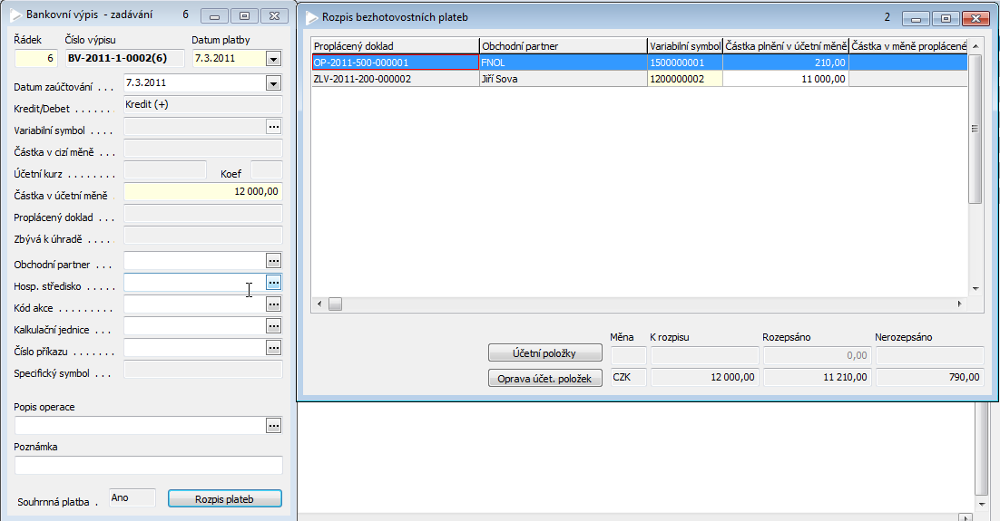 Bankovní výpis - zadávání 6
Řádek Číslo výpisu Datum platby
6 BV-2011-1-0002(6) 7.3.2011
Datum zaúčtování . . . 7.3.2011
Kredit/Debet . . . . . . . Kredit (+)
Variabilní symbol . . . . ...
Částka v cizí měně . . .
Účetní kurz . . . . . . . . Koef
Částka v účetní měně 12 000,00
Proplácený doklad . . .
Zbývá k úhradě . . . . .
Obchodní partner . . . ...
Hosp. středisko . . . . . ...
Kód akce . . . . . . . . . ...
Kalkulační jednice . . . ...
Číslo příkazu . . . . . . . ...
Specifický symbol . . .
Popis operace
...
Poznámka
Souhrnná platba . Ano Rozpis plateb
Rozpis bezhotovostních plateb 2
Proplácený doklad Obchodní partner Variabilní symbol Částka plnění v účetní měně Částka v měně proplácené
OP-2011-500-000001 FNOL 1500000001 210,00
ZLV-2011-200-000002 Jiří Sova 1200000002 11 000,00
Měna K rozpisu Rozepsáno Nerozepsáno
Účetní položky 0,00
Oprava účet. položek CZK 12 000,00 11 210,00 790,00